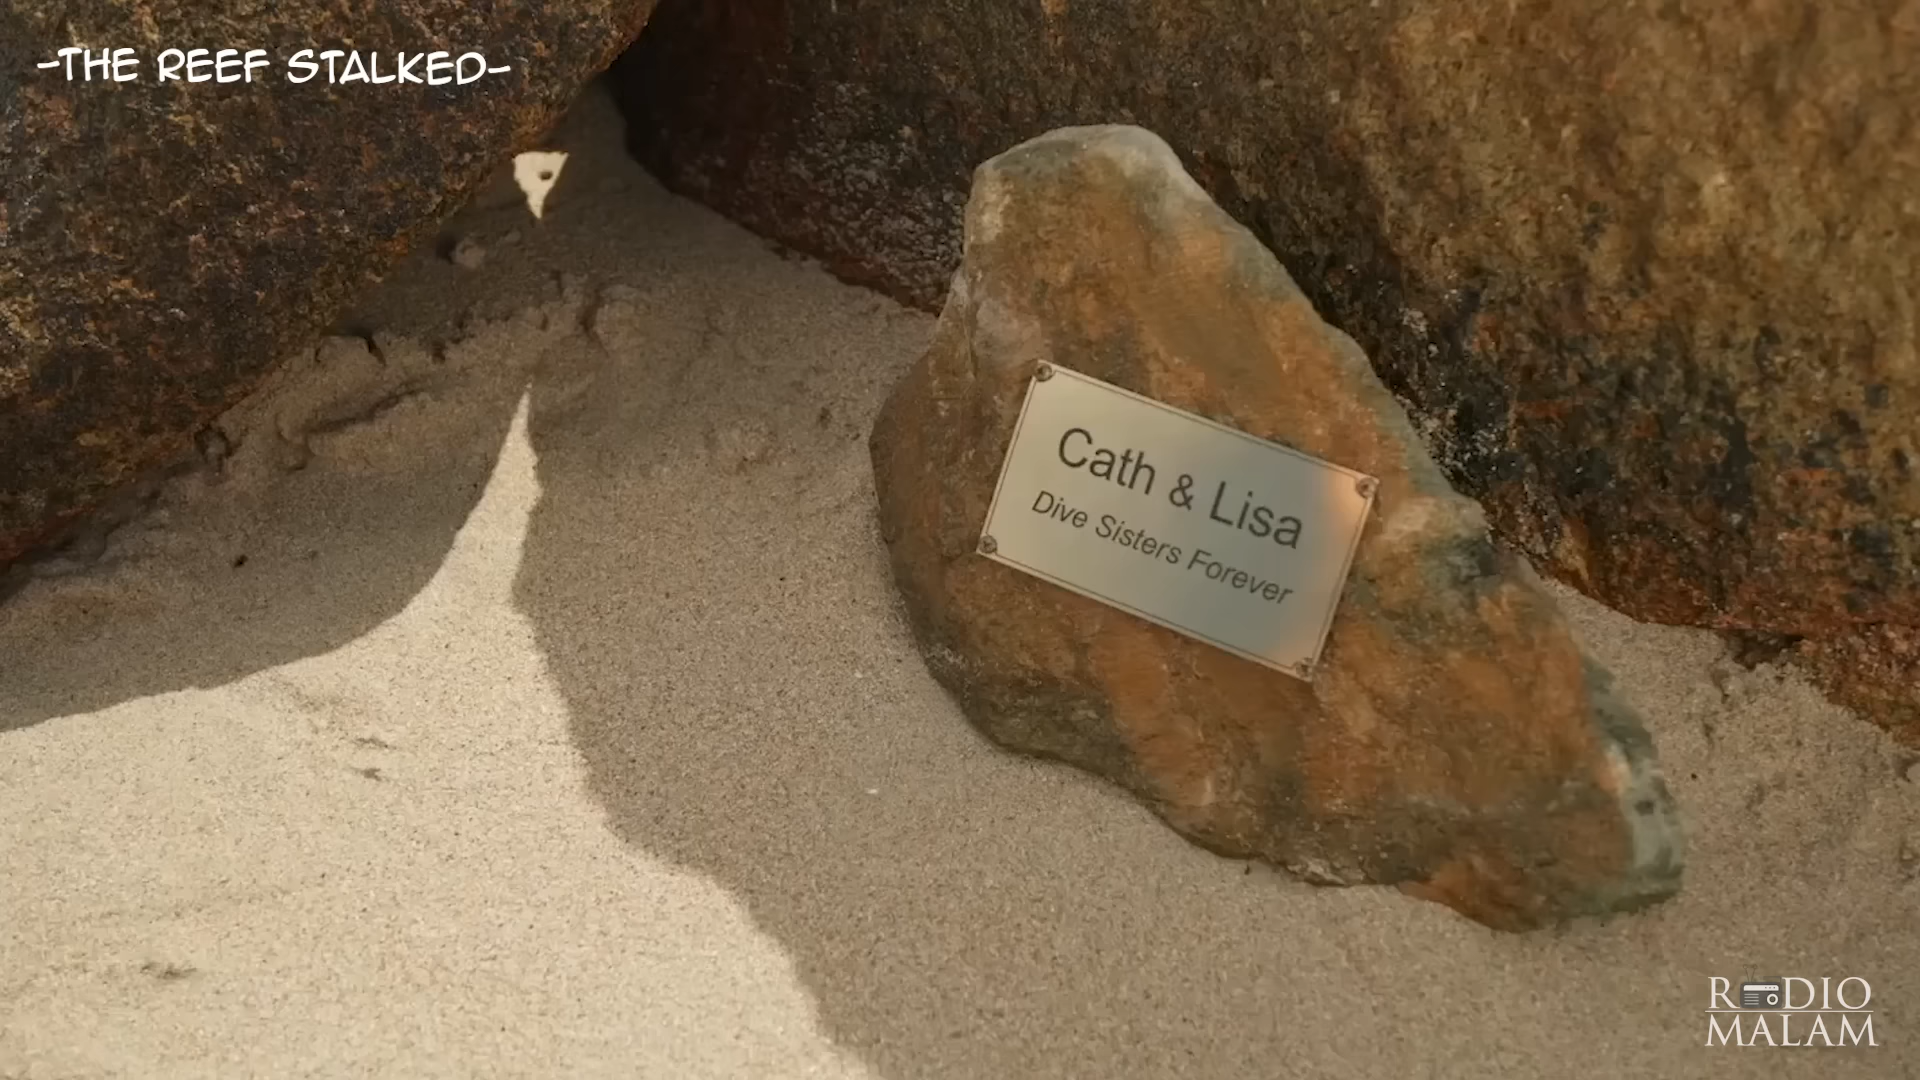 -THE REEF STALKED-
Cath & Lisa
Dive Sisters Forever
RADIO
MALAM